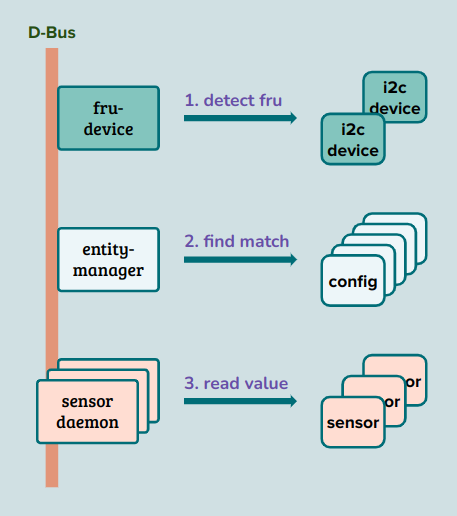 D-Bus
fru-
device
1. detect fru
i2c
device
i2c
device
entity-
manager
2. find match
config
sensor
daemon
3. read value
or
or
sensor